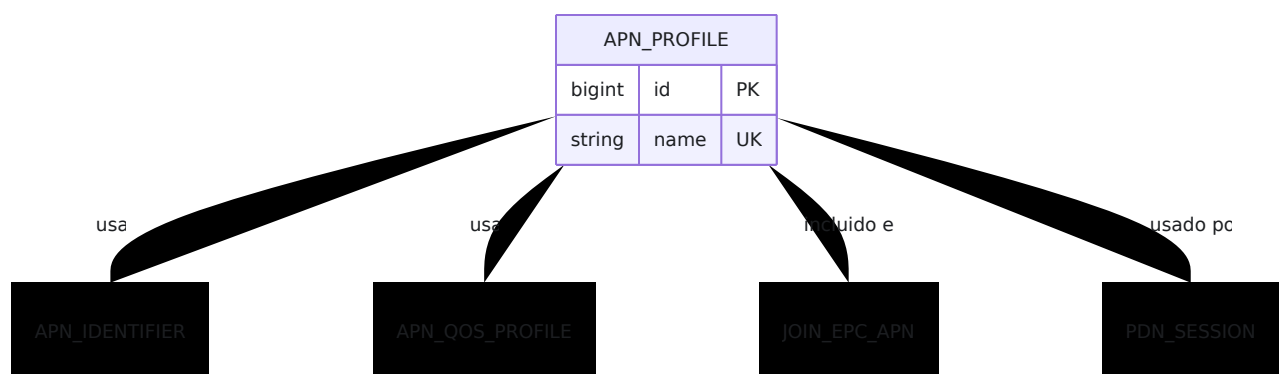 APN_PROFILE
bigint id PK
string name UK
usa
usa
incluido e
usado po
APN_IDENTIFIER
APN_QOS_PROFILE
JOIN_EPC_APN
PDN_SESSION